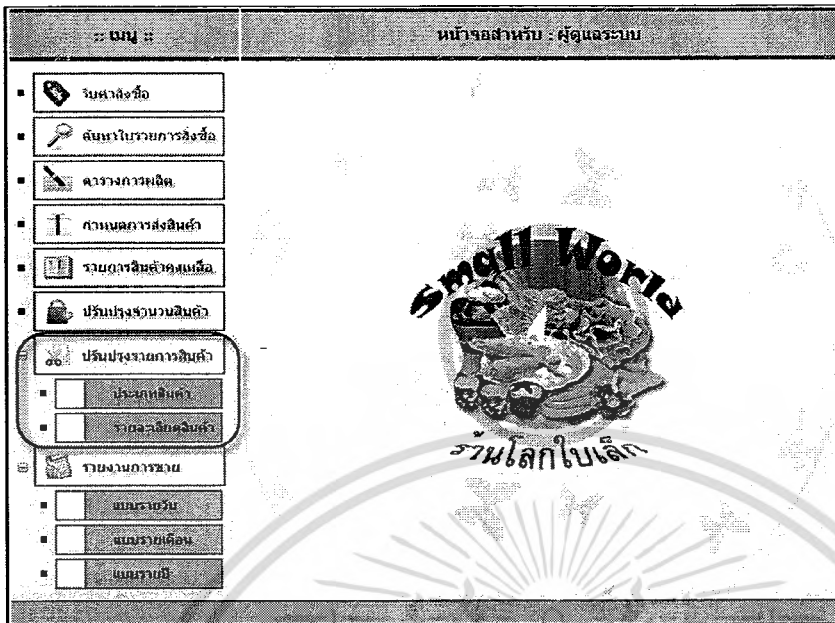 :: เมนู ::
หน้าจอสำหรับ : ผู้ดูแลระบบ
ใบคำสั่งซื้อ
ค้นหาใบรายการสั่งซื้อ
ตารางการผลิต
กำหนดการส่งสินค้า
รายการสินค้าคงเหลือ
ปรับปรุงจำนวนสินค้า
ปรับปรุงรายการสินค้า
ประเภทสินค้า
รายละเอียดสินค้า
รายงานการขาย
แบบรายวัน
แบบรายเดือน
แบบรายปี
Small World
ร้านโลกใบเล็ก